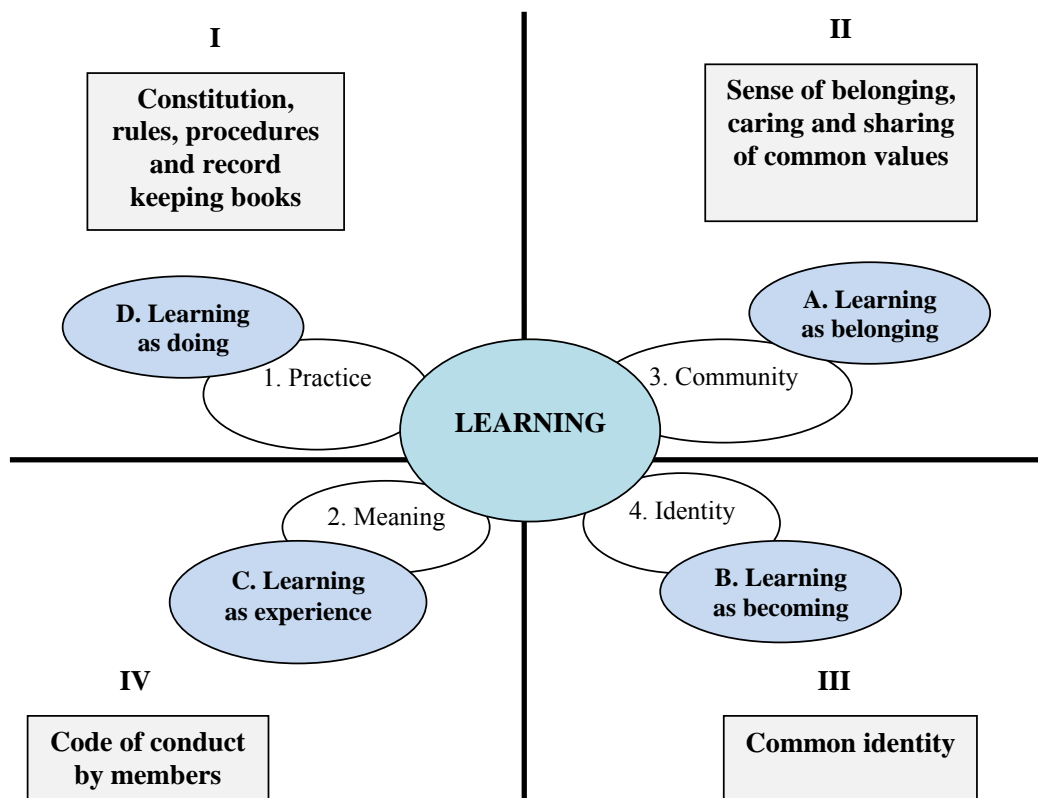 I
Constitution,
rules, procedures
and record
keeping books
D. Learning
as doing
1. Practice
II
Sense of belonging,
caring and sharing
of common values
A. Learning
as belonging
3. Community
LEARNING
2. Meaning
C. Learning
as experience
IV
Code of conduct
by members
4. Identity
B. Learning
as becoming
III
Common identity